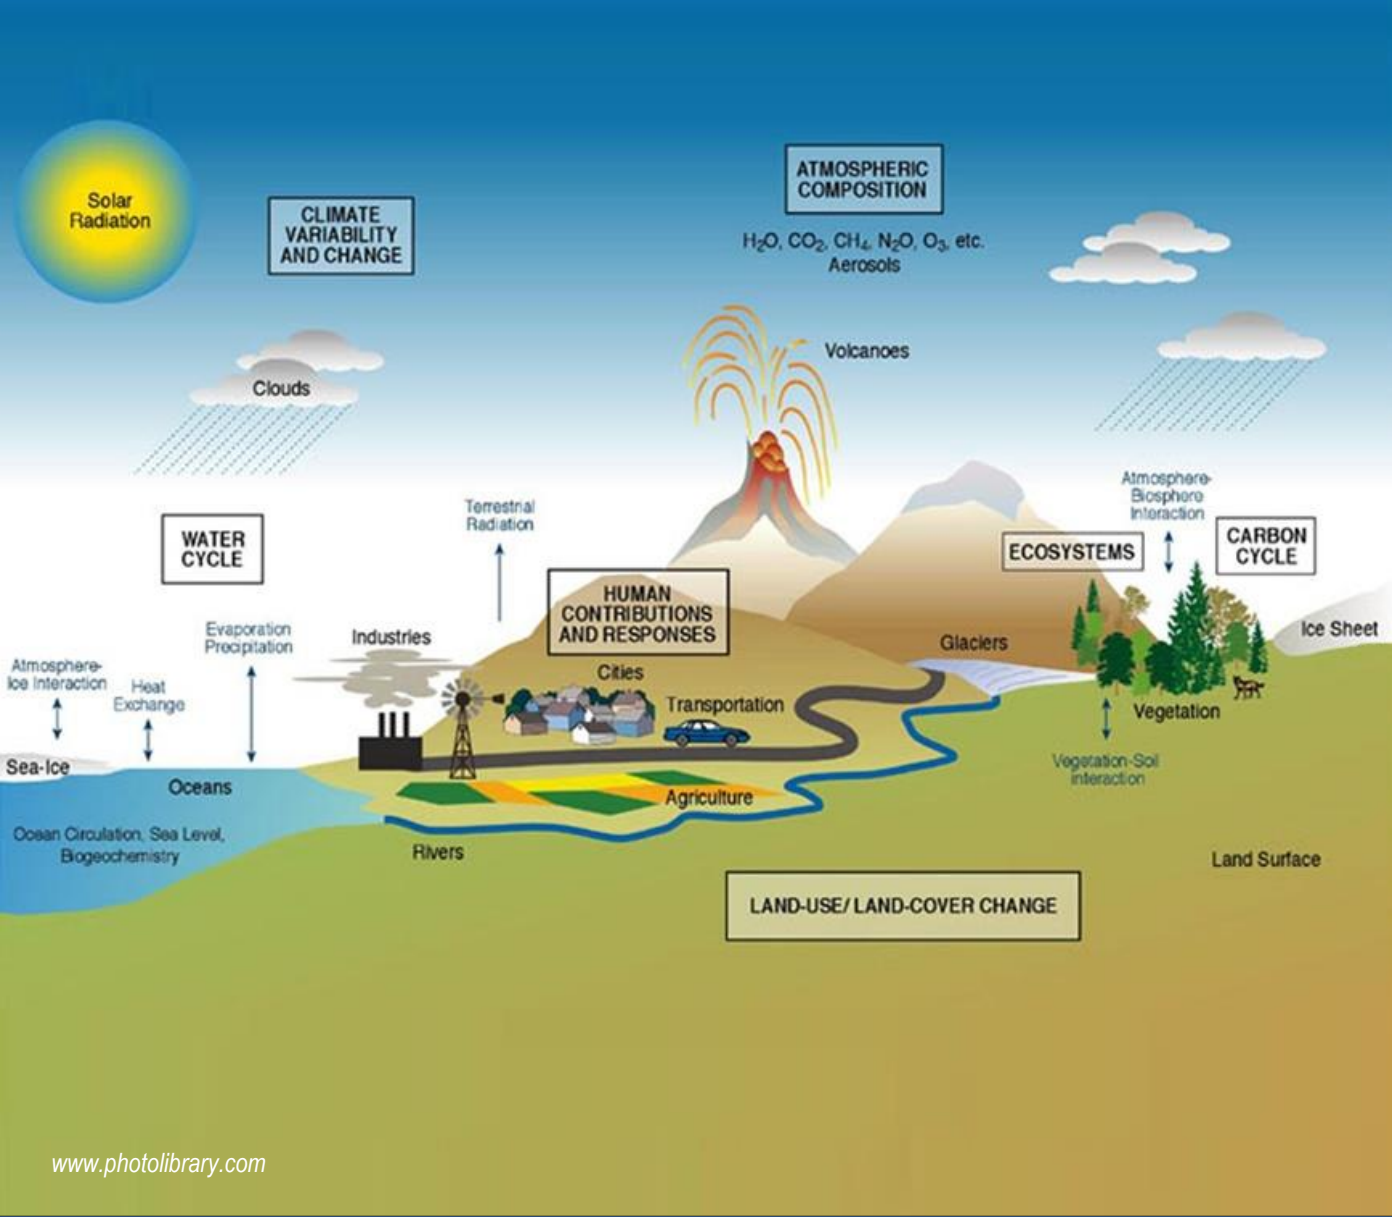 Solar
Radiation
CLIMATE
VARIABILITY
AND CHANGE
ATMOSPHERIC
COMPOSITION
H₂O, CO₂, CH₄, N₂O, O₃, etc.
Aerosols
Volcanoes
Clouds
WATER
CYCLE
Terrestrial
Radiation
Atmosphere-
Biosphere
Interaction
ECOSYSTEMS
CARBON
CYCLE
HUMAN
CONTRIBUTIONS
AND RESPONSES
Evaporation
Precipitation
Industries
Glaciers
Ice Sheet
Atmosphere-
Ice Interaction
Heat
Exchange
Cities
Transportation
Vegetation
Sea-Ice
Oceans
Agriculture
Vegetation-Soil
Interaction
Ocean Circulation, Sea Level,
Biogeochemistry
Rivers
Land Surface
LAND-USE/ LAND-COVER CHANGE
www.photolibrary.com